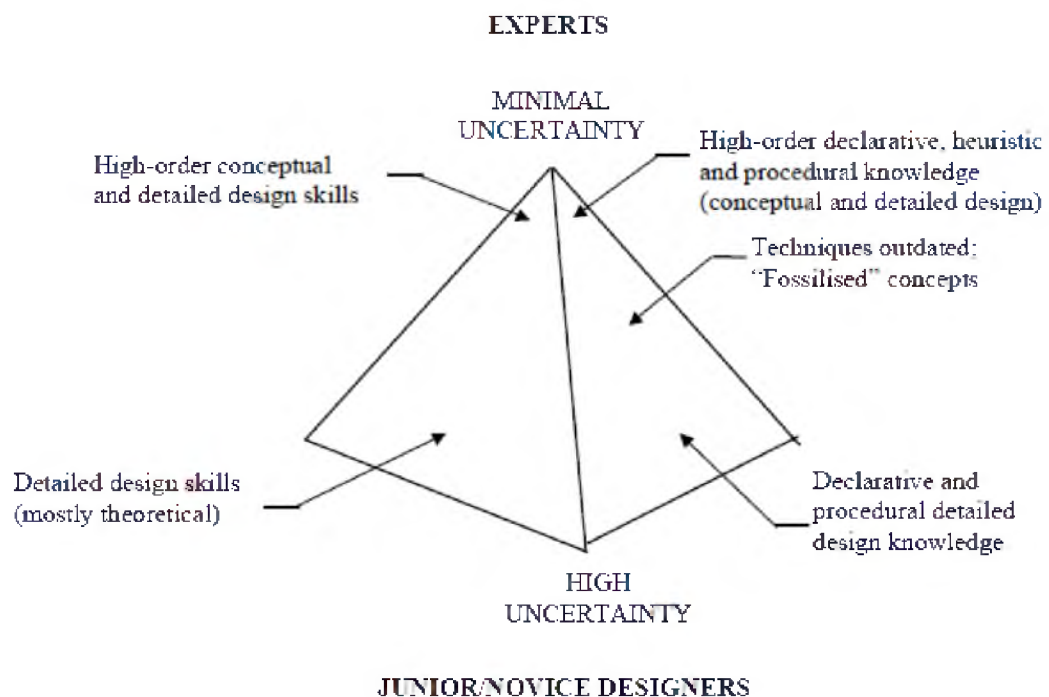 EXPERTS
MINIMAL
UNCERTAINTY
High-order conceptual
and detailed design skills
High-order declarative, heuristic
and procedural knowledge
(conceptual and detailed design)
Techniques outdated;
“Fossilised” concepts
Detailed design skills
(mostly theoretical)
Declarative and
procedural detailed
design knowledge
HIGH
UNCERTAINTY
JUNIOR/NOVICE DESIGNERS